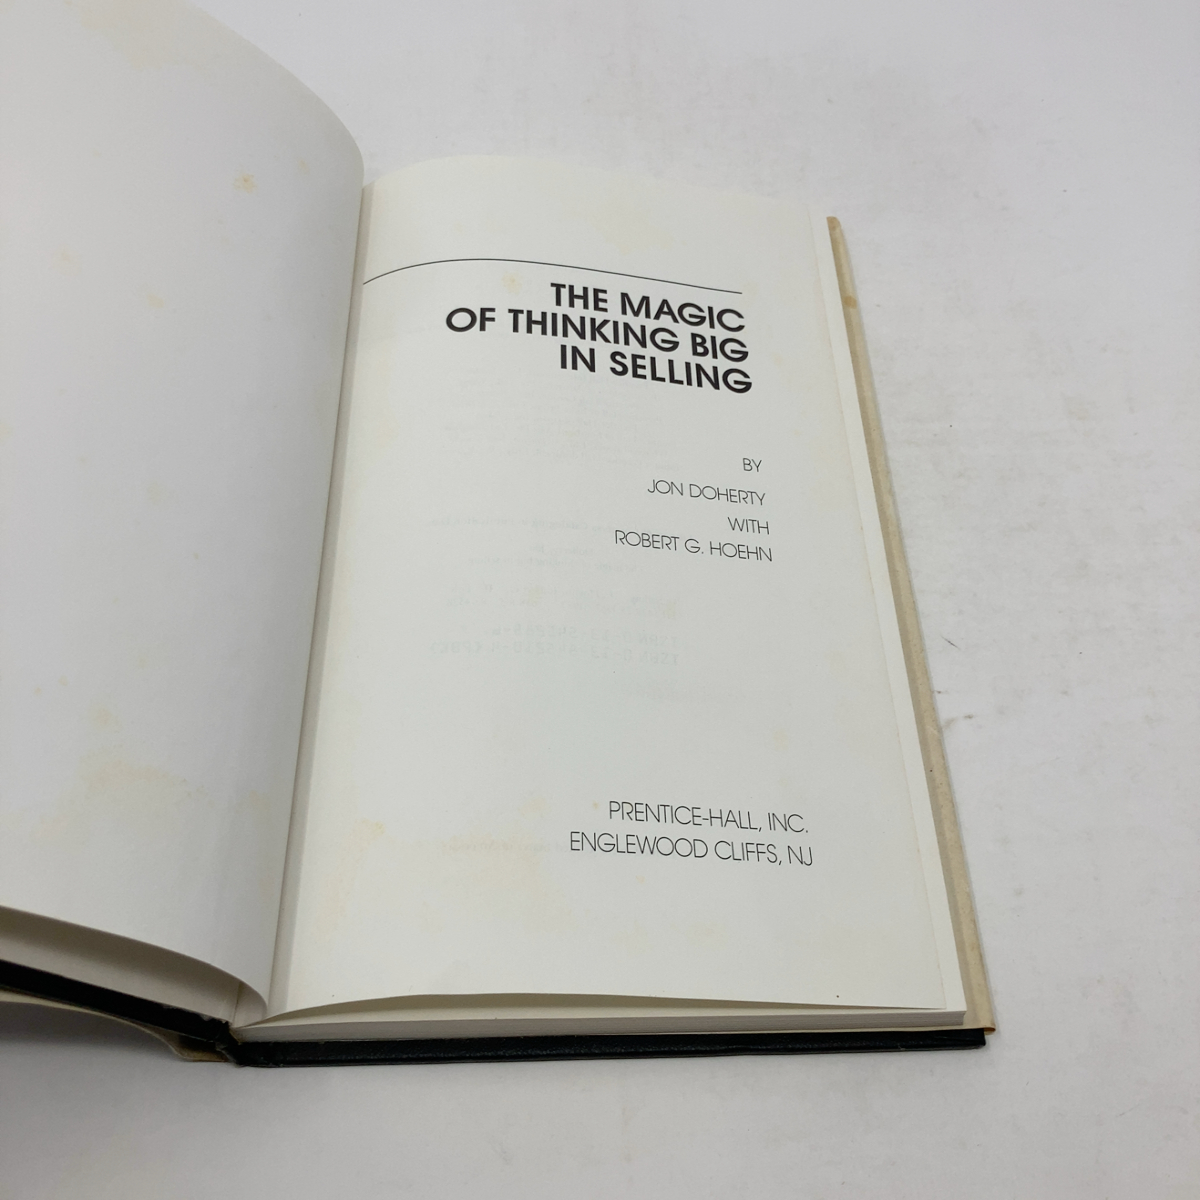 THE MAGIC
OF THINKING BIG
IN SELLING
BY
JON DOHERTY
WITH
ROBERT G. HOEHN
PRENTICE-HALL, INC.
ENGLEWOOD CLIFFS, NJ